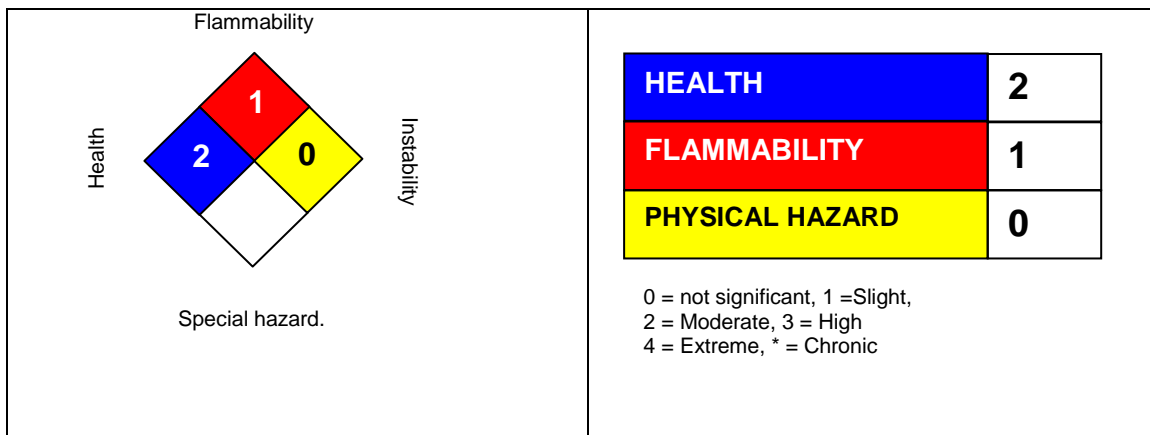 Flammability
1
Health
2
0
Instability
Special hazard.
HEALTH 2
FLAMMABILITY 1
PHYSICAL HAZARD 0
0 = not significant, 1 =Slight,
2 = Moderate, 3 = High
4 = Extreme, * = Chronic